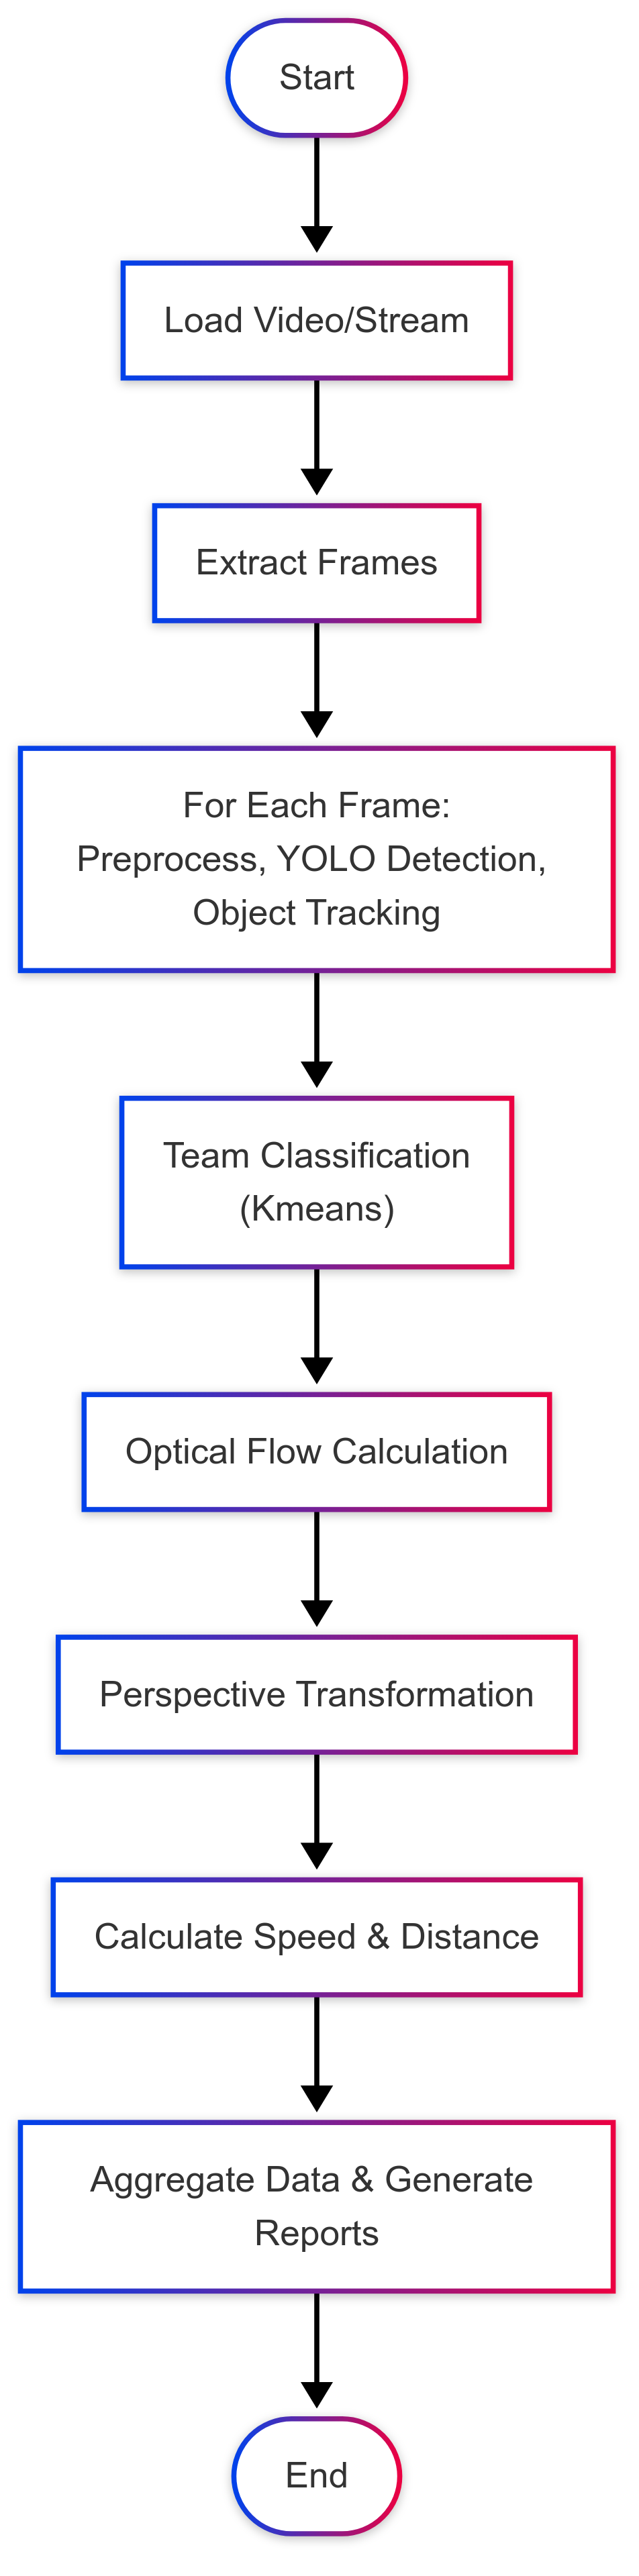 Start
Load Video/Stream
Extract Frames
For Each Frame:
Preprocess, YOLO Detection,
Object Tracking
Team Classification
(Kmeans)
Optical Flow Calculation
Perspective Transformation
Calculate Speed & Distance
Aggregate Data & Generate
Reports
End